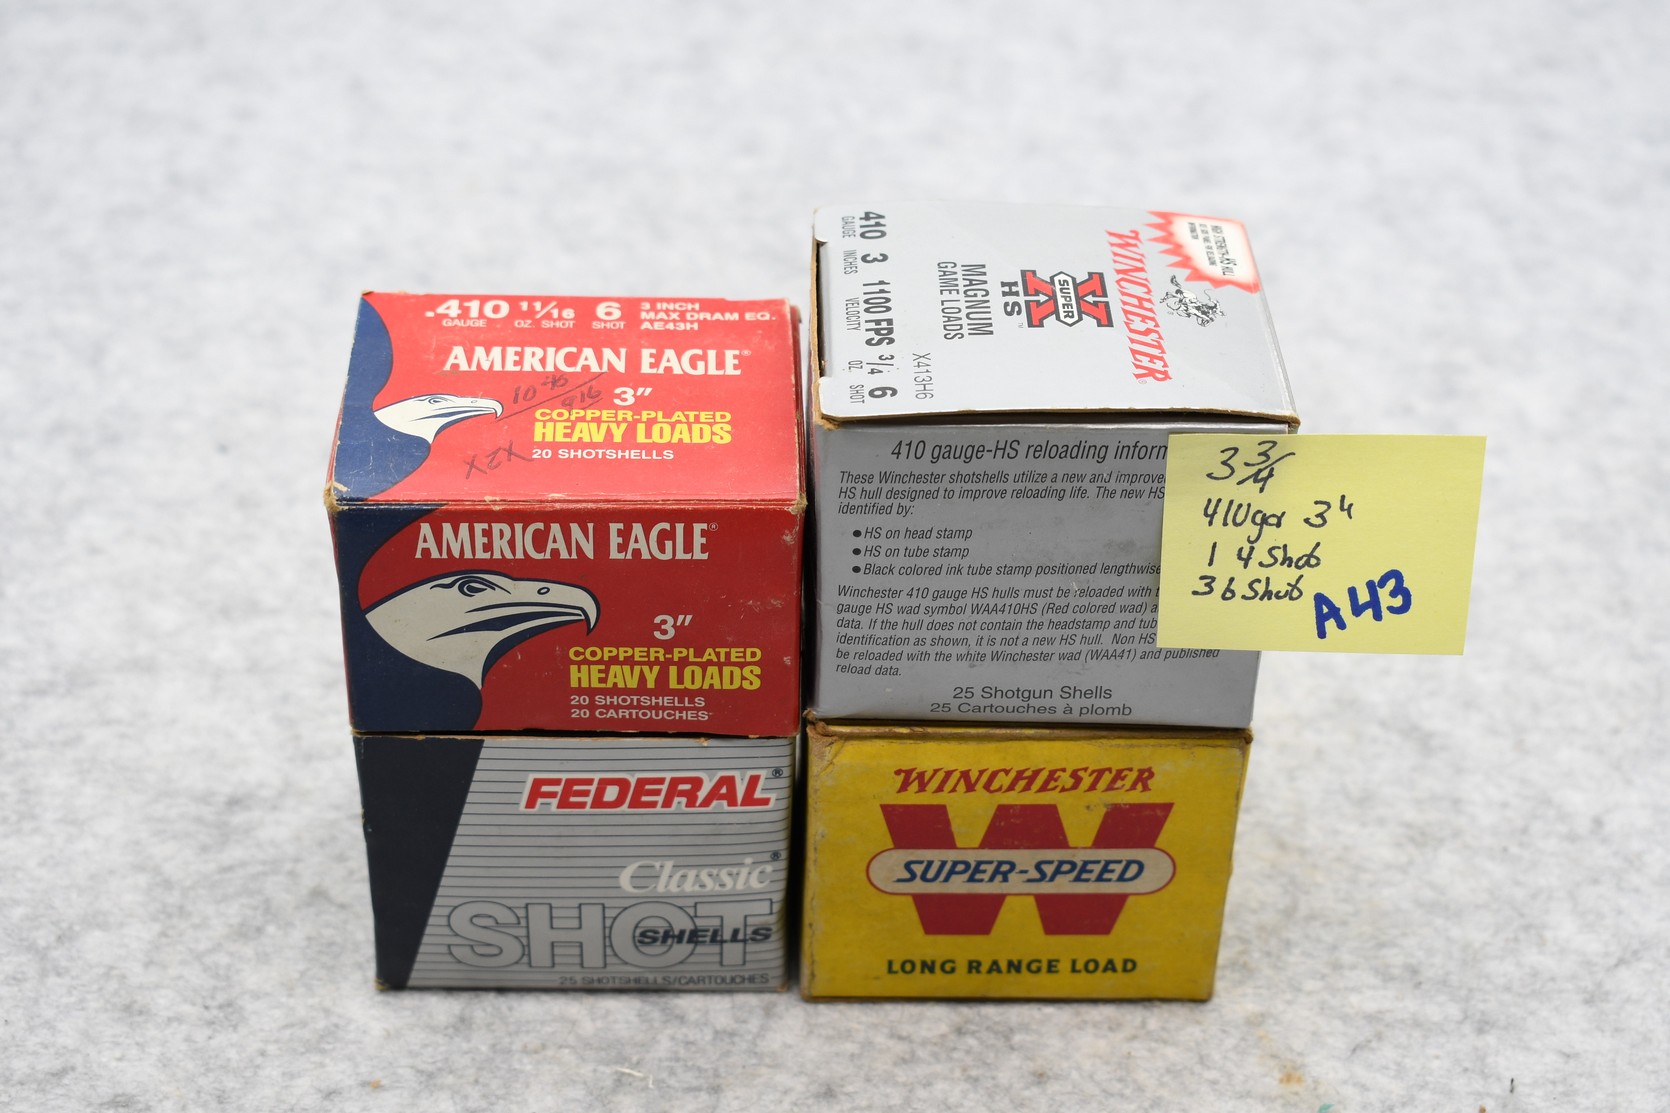 .410 11/16 6 3 INCH
GAUGE OZ. SHOT SHOT MAX DRAM EQ.
AE43H
AMERICAN EAGLE®
3"
COPPER-PLATED
HEAVY LOADS
20 SHOTSHELLS
X2X
AMERICAN EAGLE®
3"
COPPER-PLATED
HEAVY LOADS
20 SHOTSHELLS
20 CARTOUCHES
FEDERAL®
Classic®
SHOT
SHELLS
25 SHOTSHELLS/CARTOUCHES
WINCHESTER®
SUPER X
HS™
MAGNUM
GAME LOADS
X413H6
410 3 1100 FPS 3/4 6
GAUGE INCHES VELOCITY OZ. SHOT
410 gauge-HS reloading inform
These Winchester shotshells utilize a new and improve
HS hull designed to improve reloading life. The new HS
identified by:
● HS on head stamp
● HS on tube stamp
● Black colored ink tube stamp positioned lengthwise
Winchester 410 gauge HS hulls must be reloaded with
gauge HS wad symbol WAA410HS (Red colored wad) a
data. If the hull does not contain the headstamp and tub
identification as shown, it is not a new HS hull. Non HS
be reloaded with the white Winchester wad (WAA41) and published
reload data.
25 Shotgun Shells
25 Cartouches à plomb
3 3/4
410ga 3"
1 4 Shot
3 6 Shot
A43
WINCHESTER
W
SUPER-SPEED
LONG RANGE LOAD